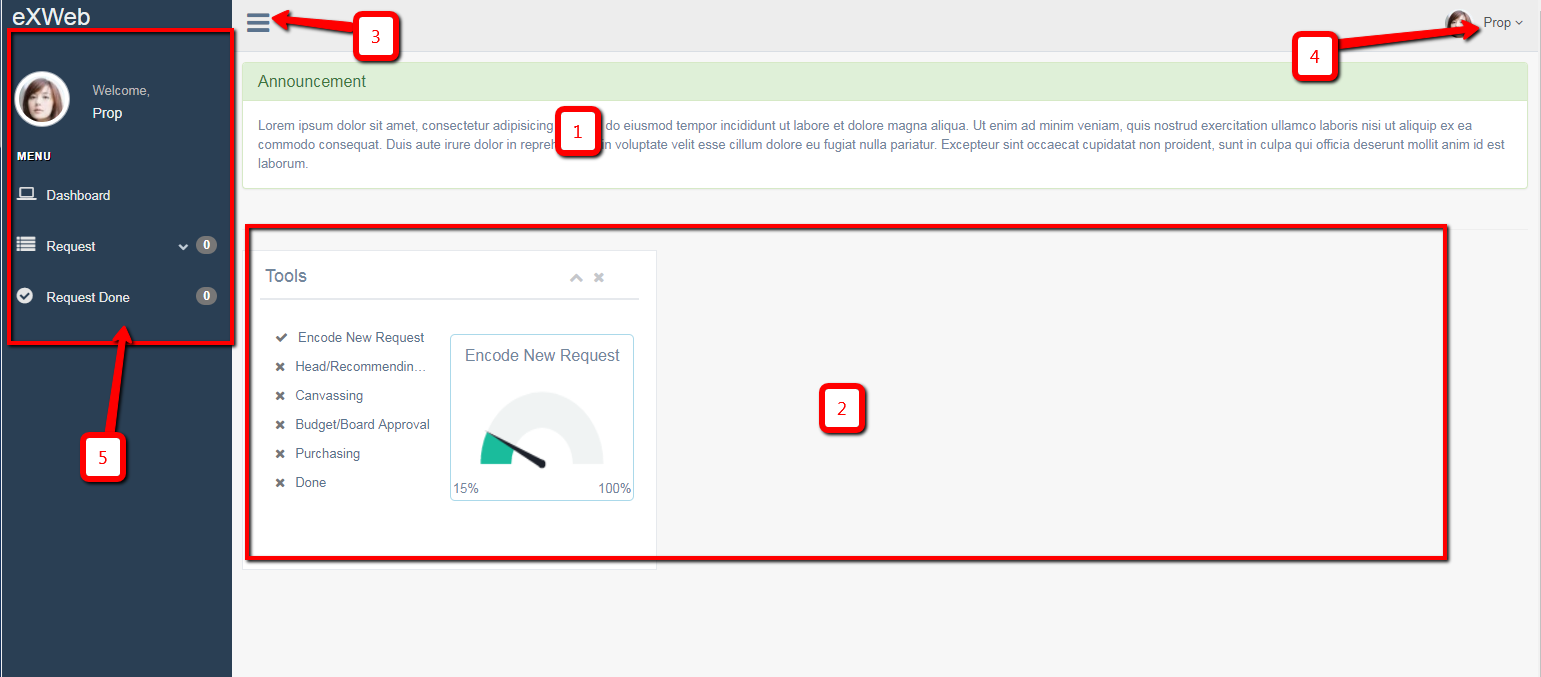 eXWeb
3
Prop
4
Welcome,
Prop
MENU
Dashboard
Request 0
Request Done 0
5
Announcement
1
Lorem ipsum dolor sit amet, consectetur adipisicing do eiusmod tempor incididunt ut labore et dolore magna aliqua. Ut enim ad minim veniam, quis nostrud exercitation ullamco laboris nisi ut aliquip ex ea
commodo consequat. Duis aute irure dolor in in voluptate velit esse cillum dolore eu fugiat nulla pariatur. Excepteur sint occaecat cupidatat non proident, sunt in culpa qui officia deserunt mollit anim id est
laborum.
Tools
Encode New Request
Head/Recommendin...
Canvassing
Budget/Board Approval
Purchasing
Done
Encode New Request
15% 100%
2